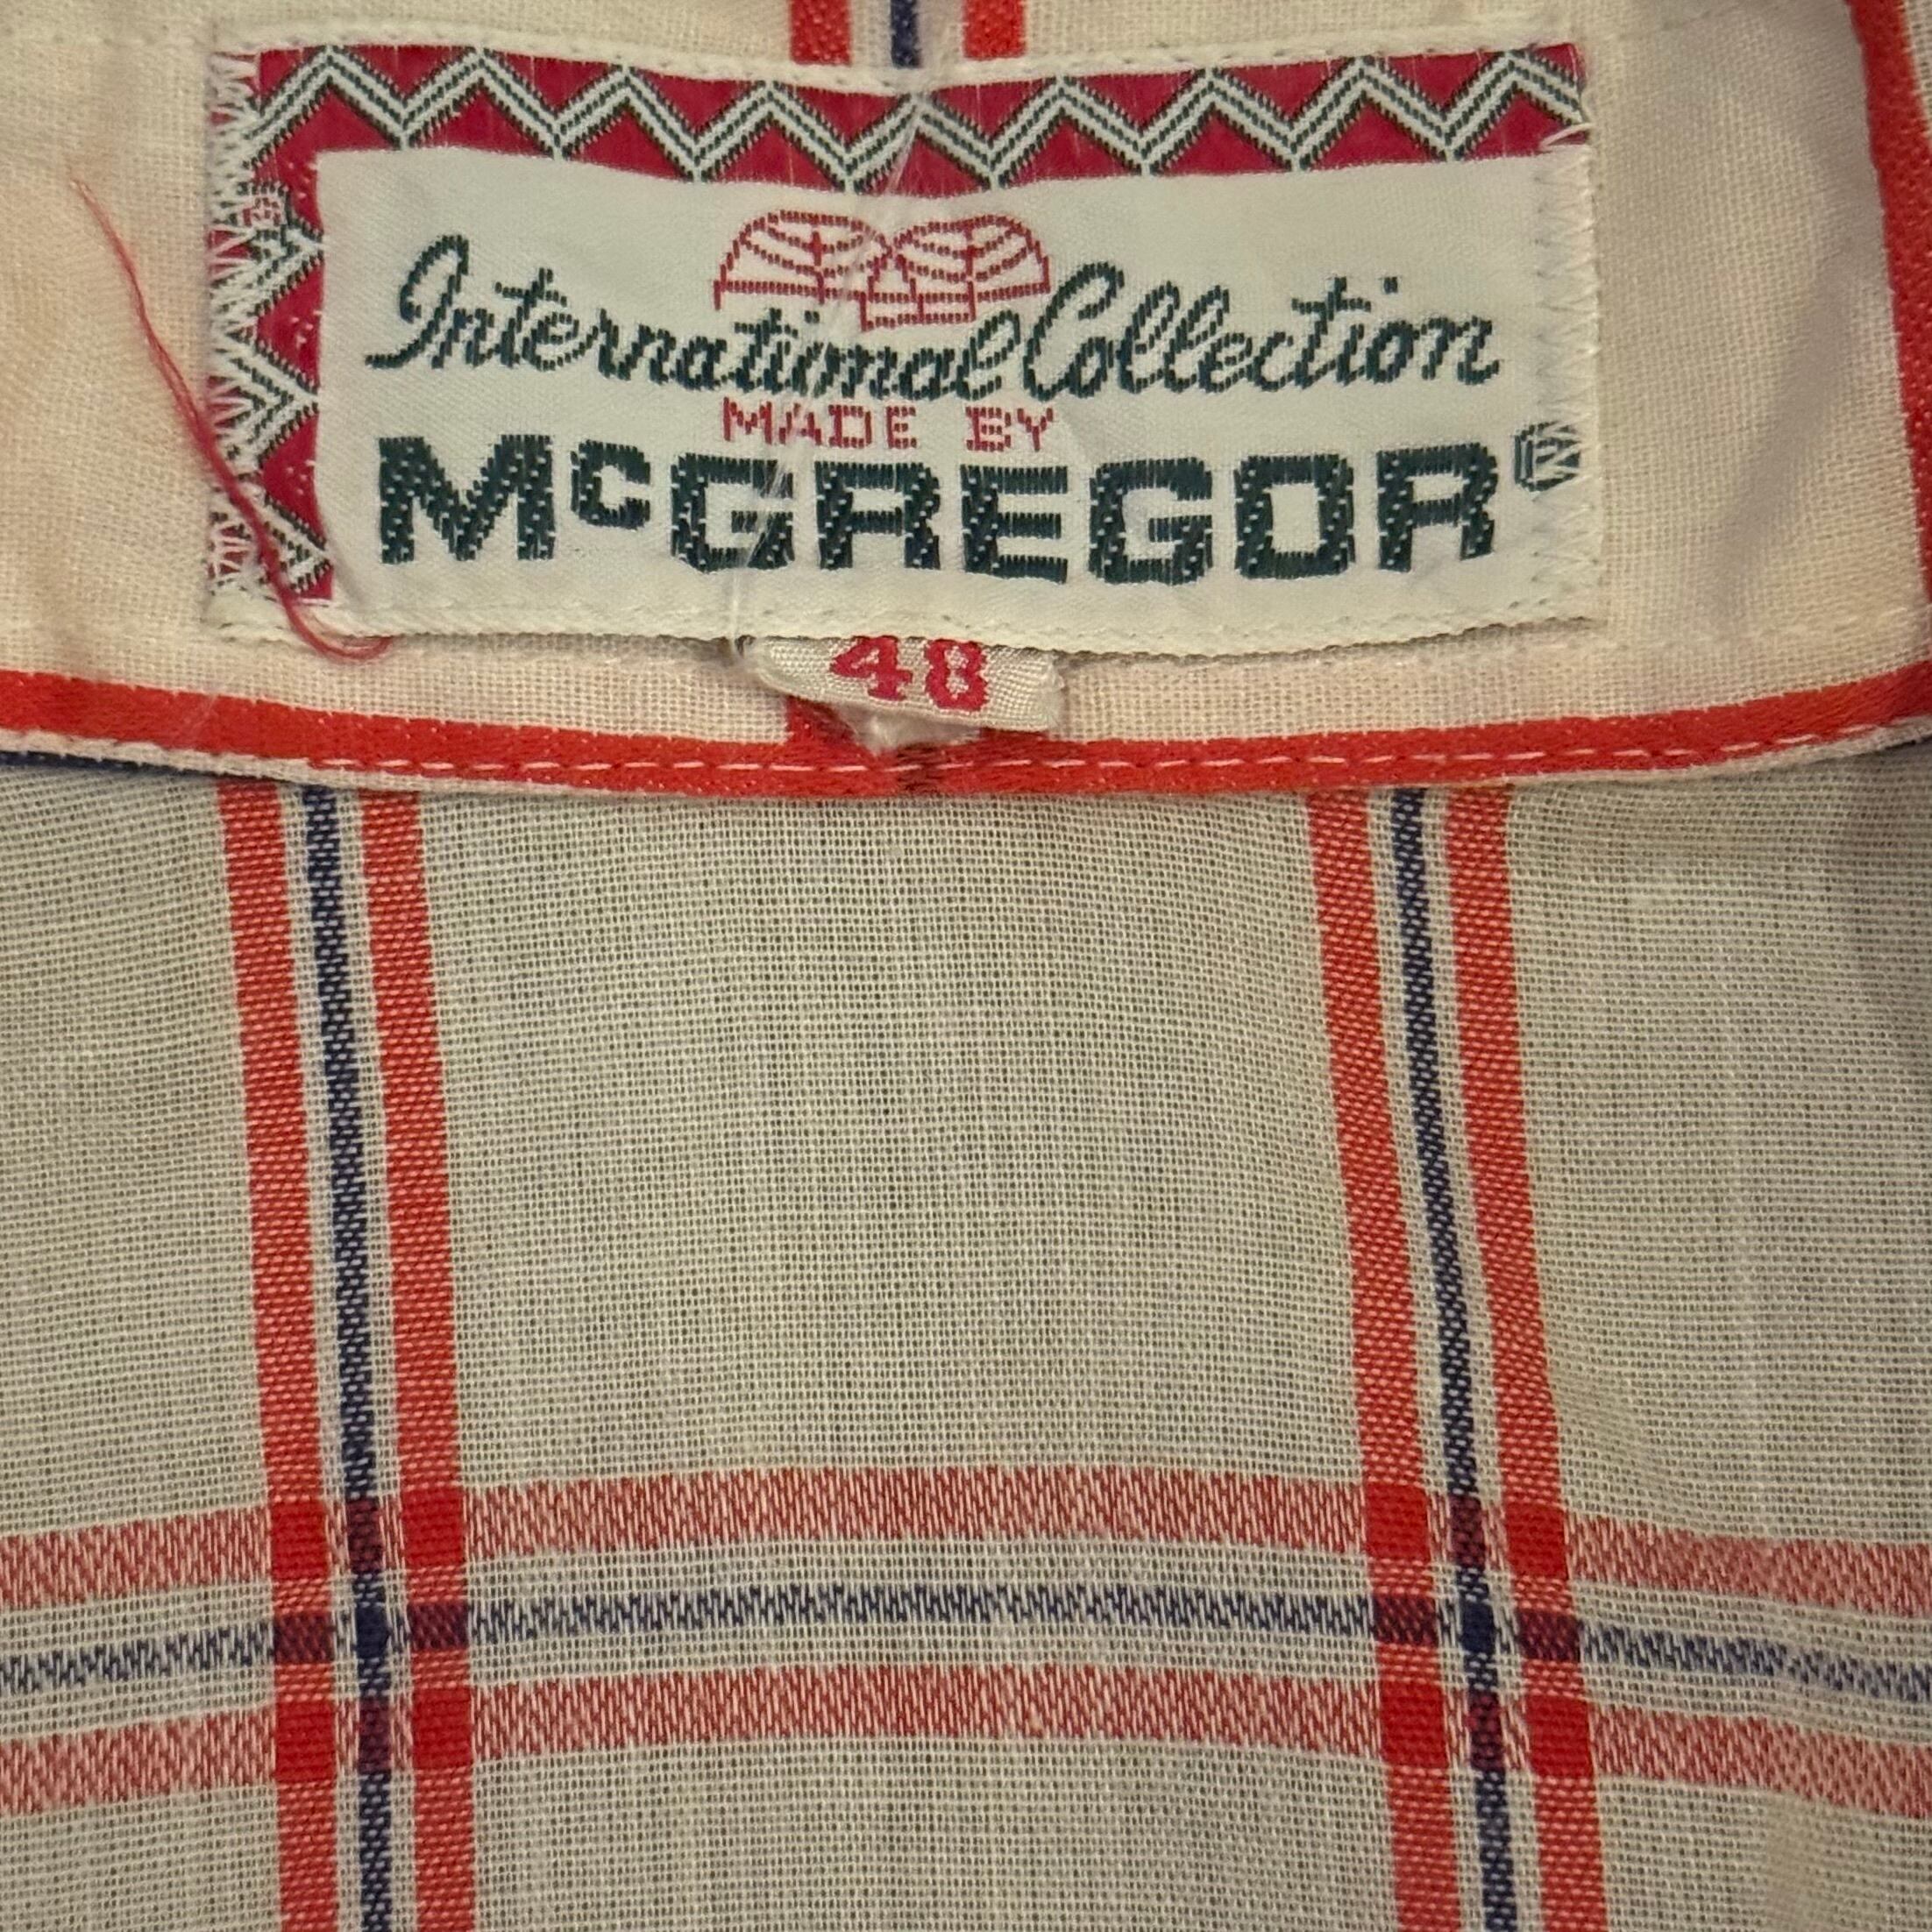 International Collection
MADE BY
McGREGOR®
48